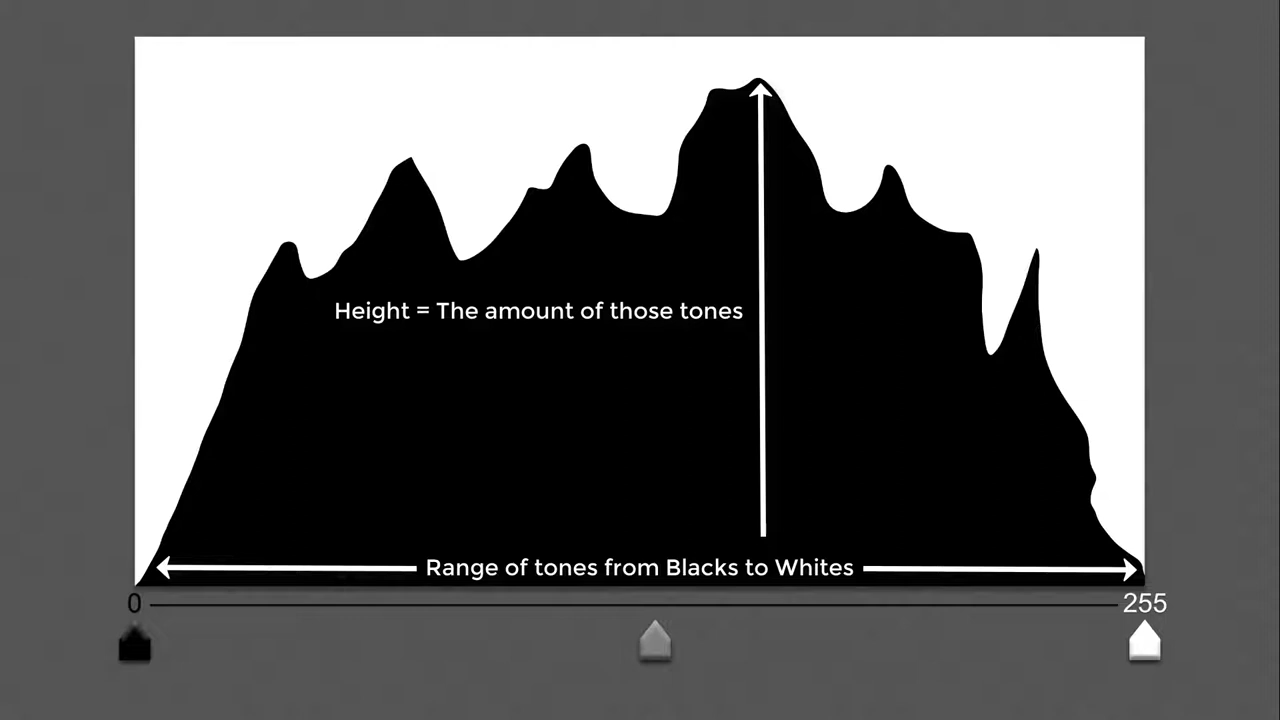 Height = The amount of those tones
Range of tones from Blacks to Whites
0 255